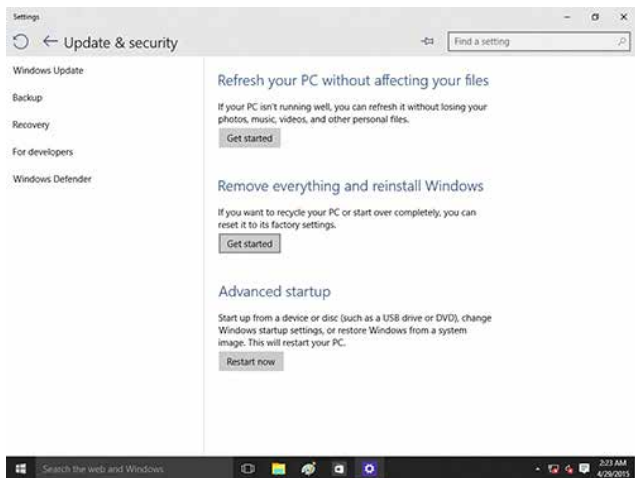 Settings
Update & security
Find a setting
Windows Update
Backup
Recovery
For developers
Windows Defender
Refresh your PC without affecting your files
If your PC isn't running well, you can refresh it without losing your
photos, music, videos, and other personal files.
Get started
Remove everything and reinstall Windows
If you want to recycle your PC or start over completely, you can
reset it to its factory settings.
Get started
Advanced startup
Start up from a device or disc (such as a USB drive or DVD), change
Windows startup settings, or restore Windows from a system
image. This will restart your PC.
Restart now
Search the web and Windows
2:23 AM
4/29/2015